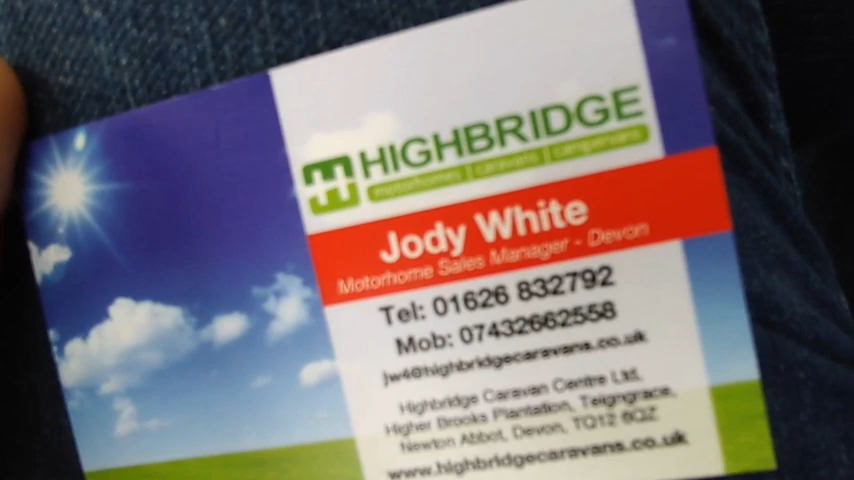 HIGHBRIDGE
motorhomes | caravans | campervans
Jody White
Motorhome Sales Manager - Devon
Tel: 01626 832792
Mob: 07432662558
jw4@highbridgecaravans.co.uk
Highbridge Caravan Centre Ltd,
Higher Brooks Plantation, Teigngrace,
Newton Abbot, Devon, TQ12 6QZ
www.highbridgecaravans.co.uk